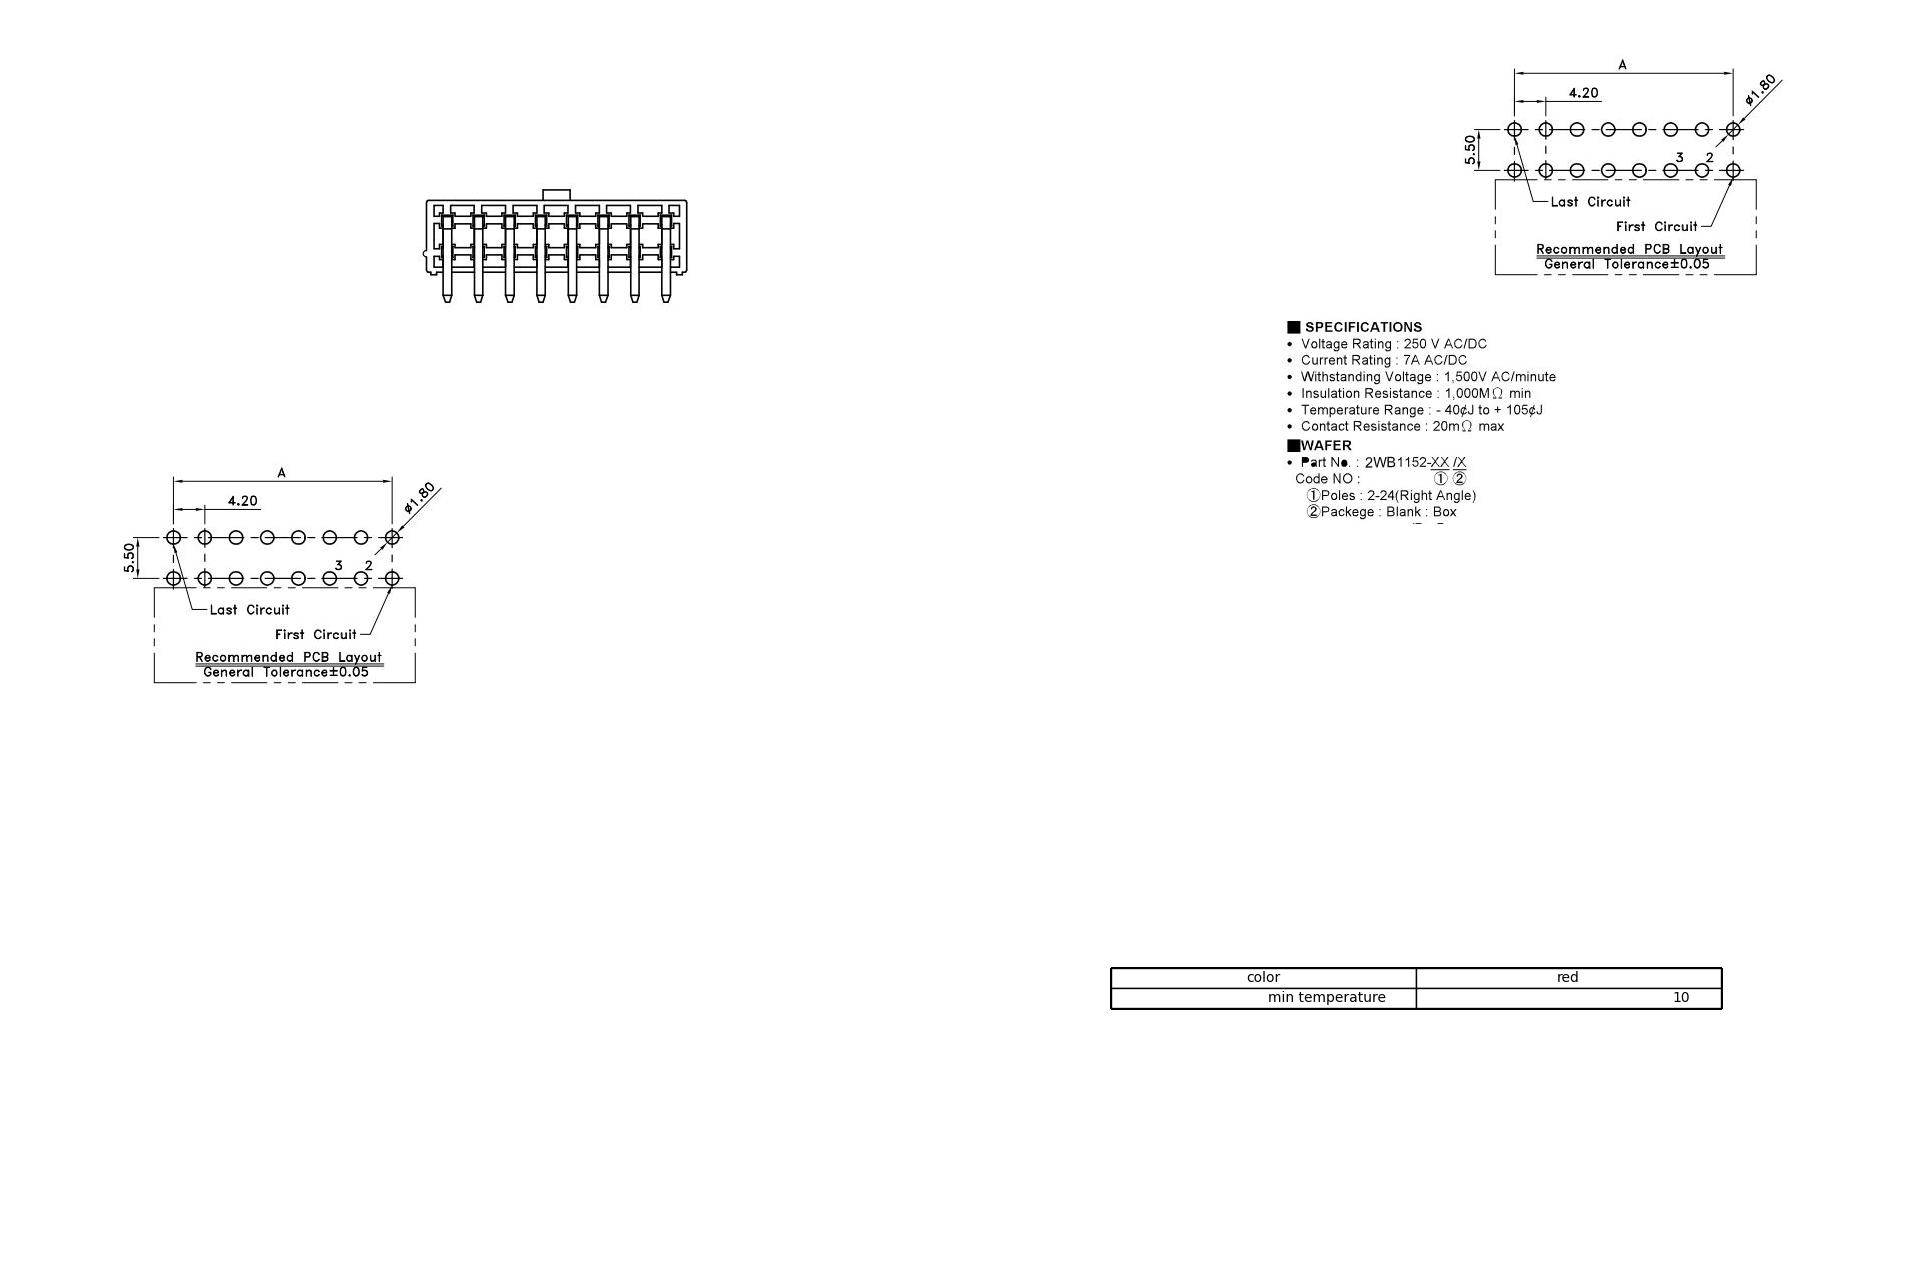 A
4.20
ø1.80
5.50
3 2
Last Circuit
First Circuit
Recommended PCB Layout
General Tolerance±0.05
■ SPECIFICATIONS
• Voltage Rating : 250 V AC/DC
• Current Rating : 7A AC/DC
• Withstanding Voltage : 1,500V AC/minute
• Insulation Resistance : 1,000MΩ min
• Temperature Range : - 40¢J to + 105¢J
• Contact Resistance : 20mΩ max
■WAFER
• Part No. : 2WB1152-XX /X
Code NO : ① ②
①Poles : 2-24(Right Angle)
②Packege : Blank : Box
A
4.20
ø1.80
5.50
3 2
Last Circuit
First Circuit
Recommended PCB Layout
General Tolerance±0.05
color red
min temperature 10